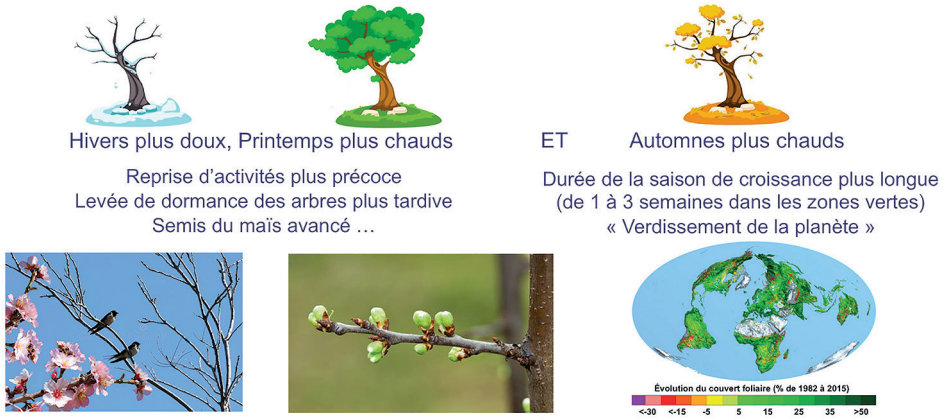 Hivers plus doux, Printemps plus chauds
ET
Automnes plus chauds
Reprise d’activités plus précoce
Levée de dormance des arbres plus tardive
Semis du maïs avancé …
Durée de la saison de croissance plus longue
(de 1 à 3 semaines dans les zones vertes)
« Verdissement de la planète »
Évolution du couvert foliaire (% de 1982 à 2015)
<-30 <-15 -5 5 15 25 35 >50